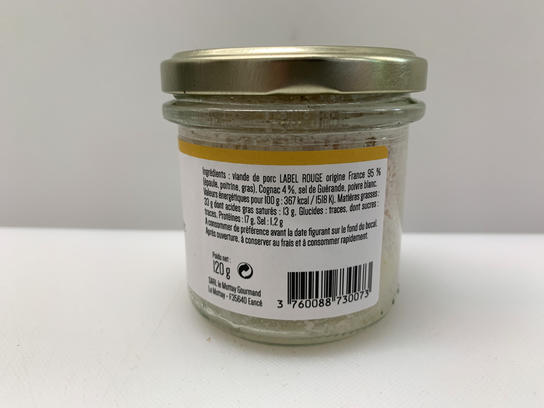 Ingrédients : viande de porc LABEL ROUGE origine France 95 %
(épaule, poitrine, gras), Cognac 4 %, sel de Guérande, poivre blanc.
Valeurs énergétiques pour 100 g : 367 kcal / 1518 Kj. Matières grasses :
33 g dont acides gras saturés : 13 g. Glucides : traces, dont sucres :
traces, Protéines : 17 g, Sel : 1,2 g
A consommer de préférence avant la date figurant sur le fond du bocal.
Après ouverture, à conserver au frais et à consommer rapidement.
Poids net :
120 g
SARL le Mottay Gourmand
Le Mottay - F35640 Eancé
3 760088 730073